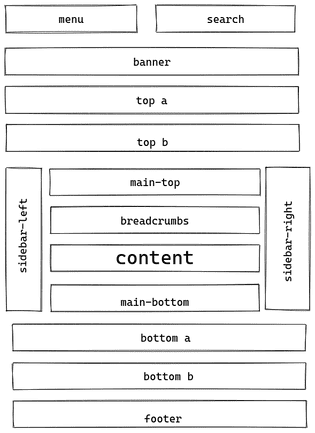 menu
search
banner
top a
top b
sidebar-left
main-top
breadcrumbs
content
main-bottom
sidebar-right
bottom a
bottom b
footer